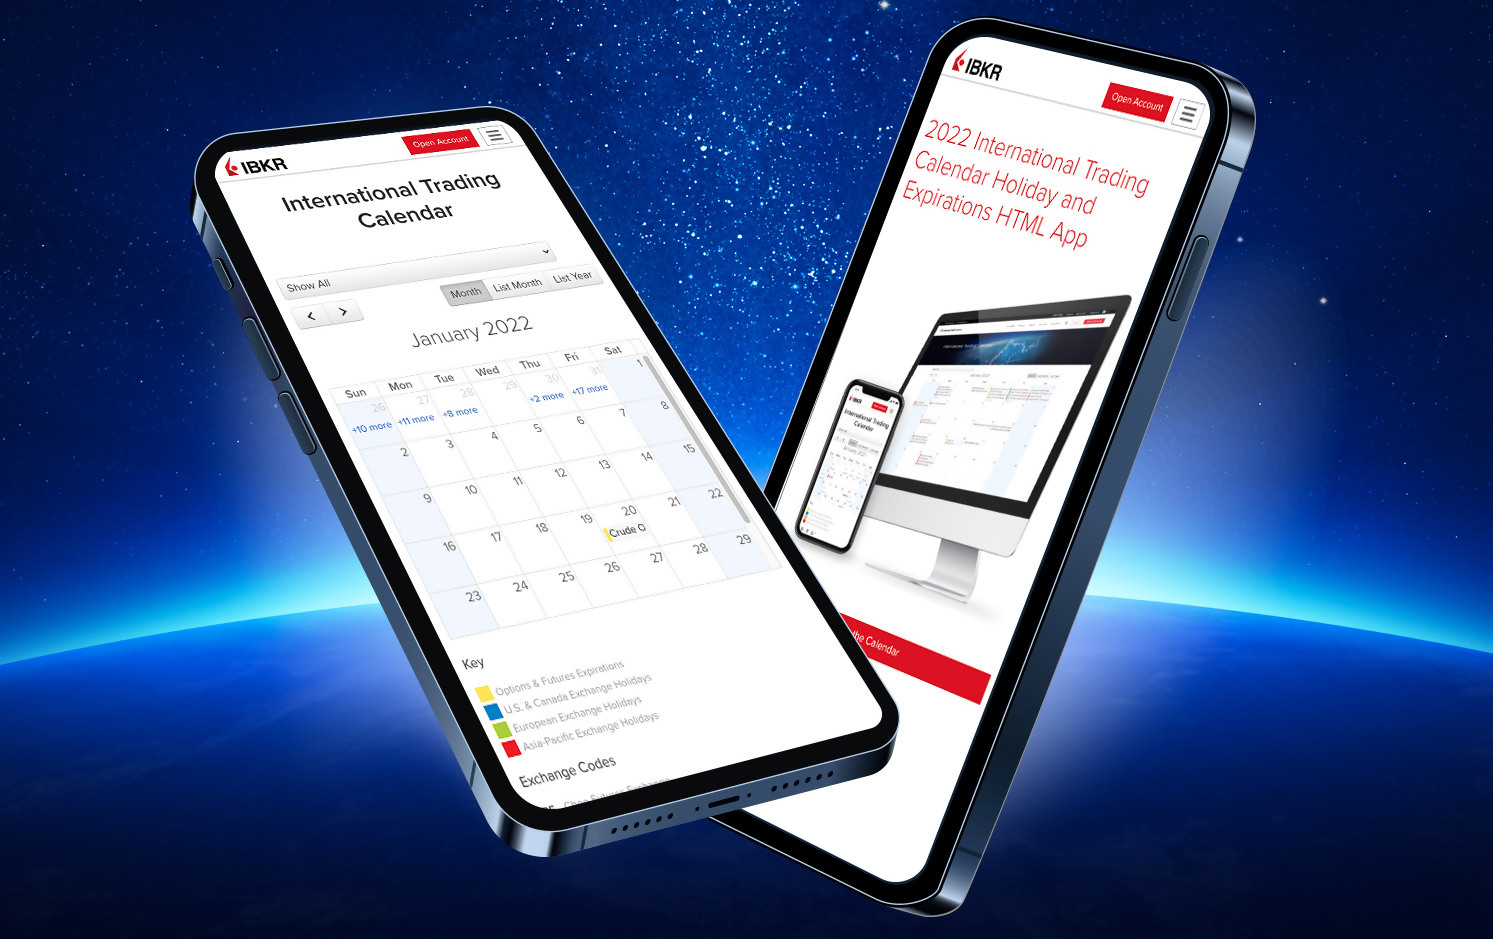 IBKR
Open Account
International Trading
Calendar
Show All
Month List Month List Year
January 2022
Sun Mon Tue Wed Thu Fri Sat
26 27 28 29 30 31 1
+10 more +11 more +8 more +2 more +17 more
2 3 4 5 6 7 8
9 10 11 12 13 14 15
16 17 18 19 20 21 22
Crude O
23 24 25 26 27 28 29
Key
Options & Futures Expirations
U.S. & Canada Exchange Holidays
European Exchange Holidays
Asia-Pacific Exchange Holidays
Exchange Codes
IBKR
Open Account
2022 International Trading
Calendar Holiday and
Expirations HTML App
IBKR
International Trading
Calendar
the Calendar